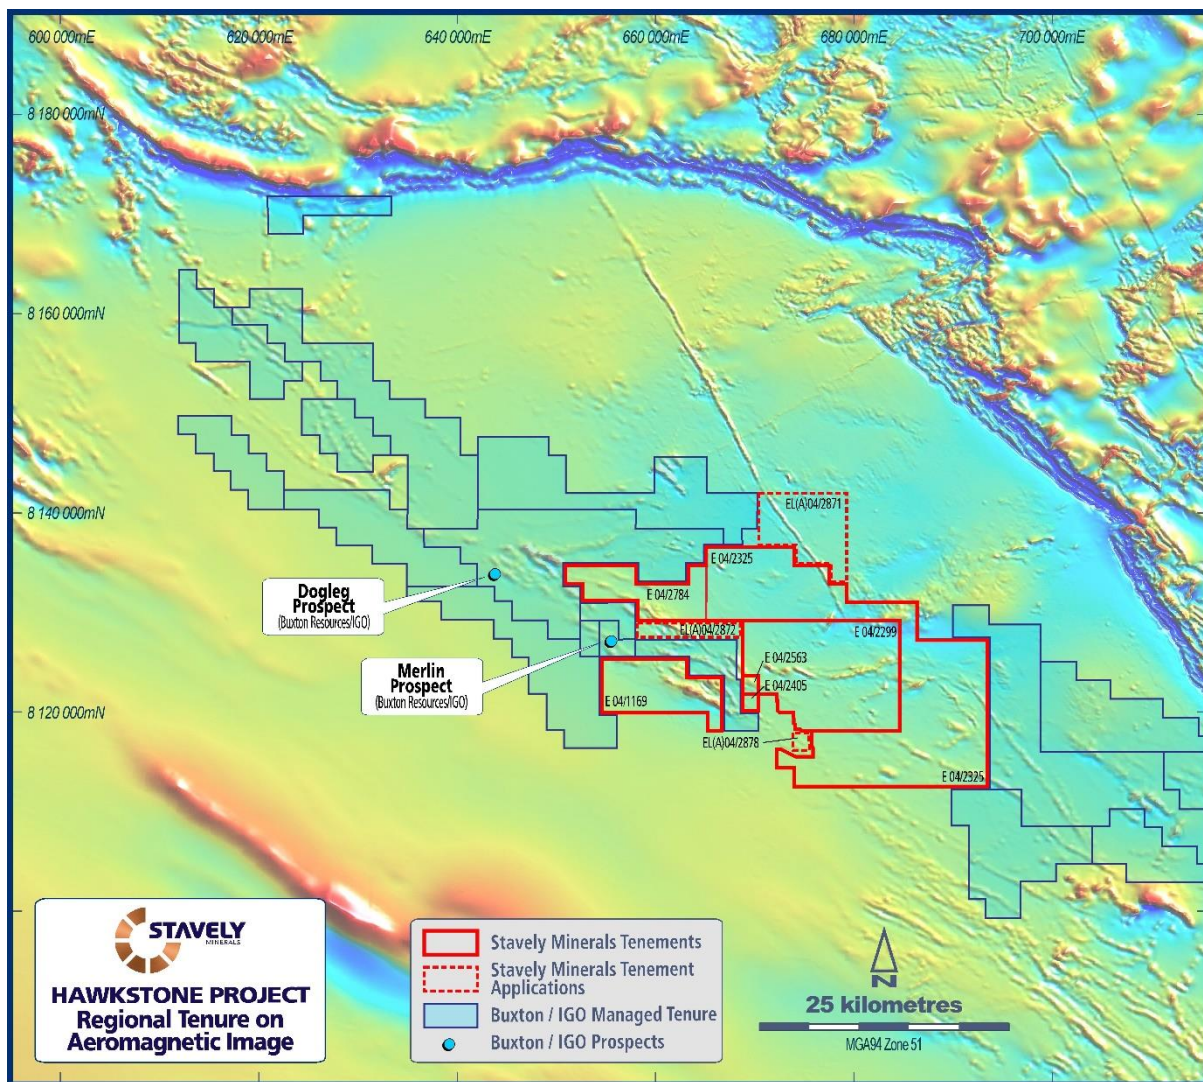 600 000mE
620 000mE
640 000mE
660 000mE
680 000mE
700 000mE
8 180 000mN
8 160 000mN
8 140 000mN
8 120 000mN
EL(A)04/2871
E 04/2325
E 04/2784
EL(A)04/2872
E 04/2299
E 04/2563
E 04/2405
E 04/1169
EL(A)04/2878
E 04/2325
Dogleg
Prospect
(Buxton Resources/IGO)
Merlin
Prospect
(Buxton Resources/IGO)
STAVELY
MINERALS
HAWKSTONE PROJECT
Regional Tenure on
Aeromagnetic Image
Stavely Minerals Tenements
Stavely Minerals Tenement
Applications
Buxton / IGO Managed Tenure
Buxton / IGO Prospects
N
25 kilometres
MGA94 Zone 51